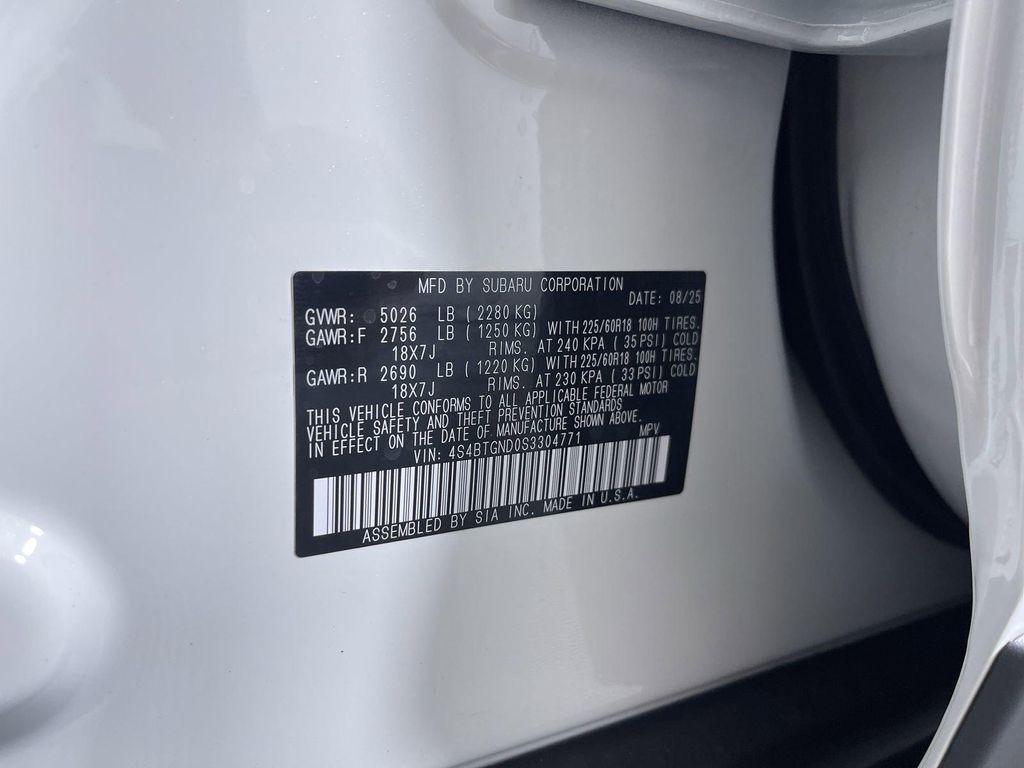 MFD BY SUBARU CORPORATION
DATE: 08/25
GVWR: 5026 LB ( 2280 KG)
GAWR:F 2756 LB ( 1250 KG) WITH 225/60R18 100H TIRES.
18X7J RIMS. AT 240 KPA ( 35 PSI) COLD
GAWR:R 2690 LB ( 1220 KG) WITH 225/60R18 100H TIRES.
18X7J RIMS. AT 230 KPA ( 33 PSI) COLD
THIS VEHICLE CONFORMS TO ALL APPLICABLE FEDERAL MOTOR
VEHICLE SAFETY AND THEFT PREVENTION STANDARDS
IN EFFECT ON THE DATE OF MANUFACTURE SHOWN ABOVE.
VIN: 4S4BTGND0S3304771 MPV
ASSEMBLED BY SIA INC. MADE IN U.S.A.